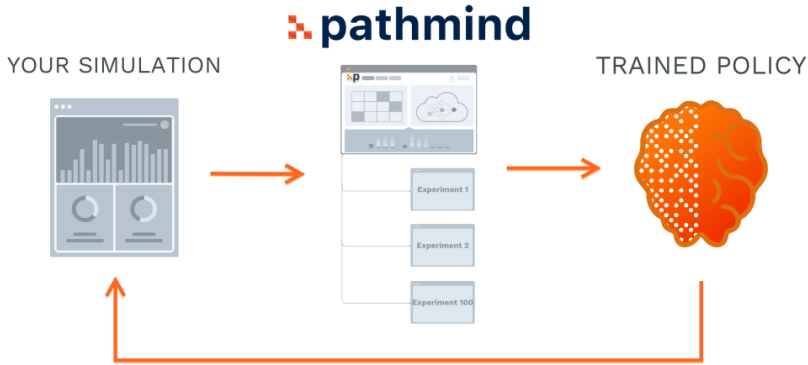 pathmind
YOUR SIMULATION
TRAINED POLICY
p
Experiment 1
Experiment 2
Experiment 100